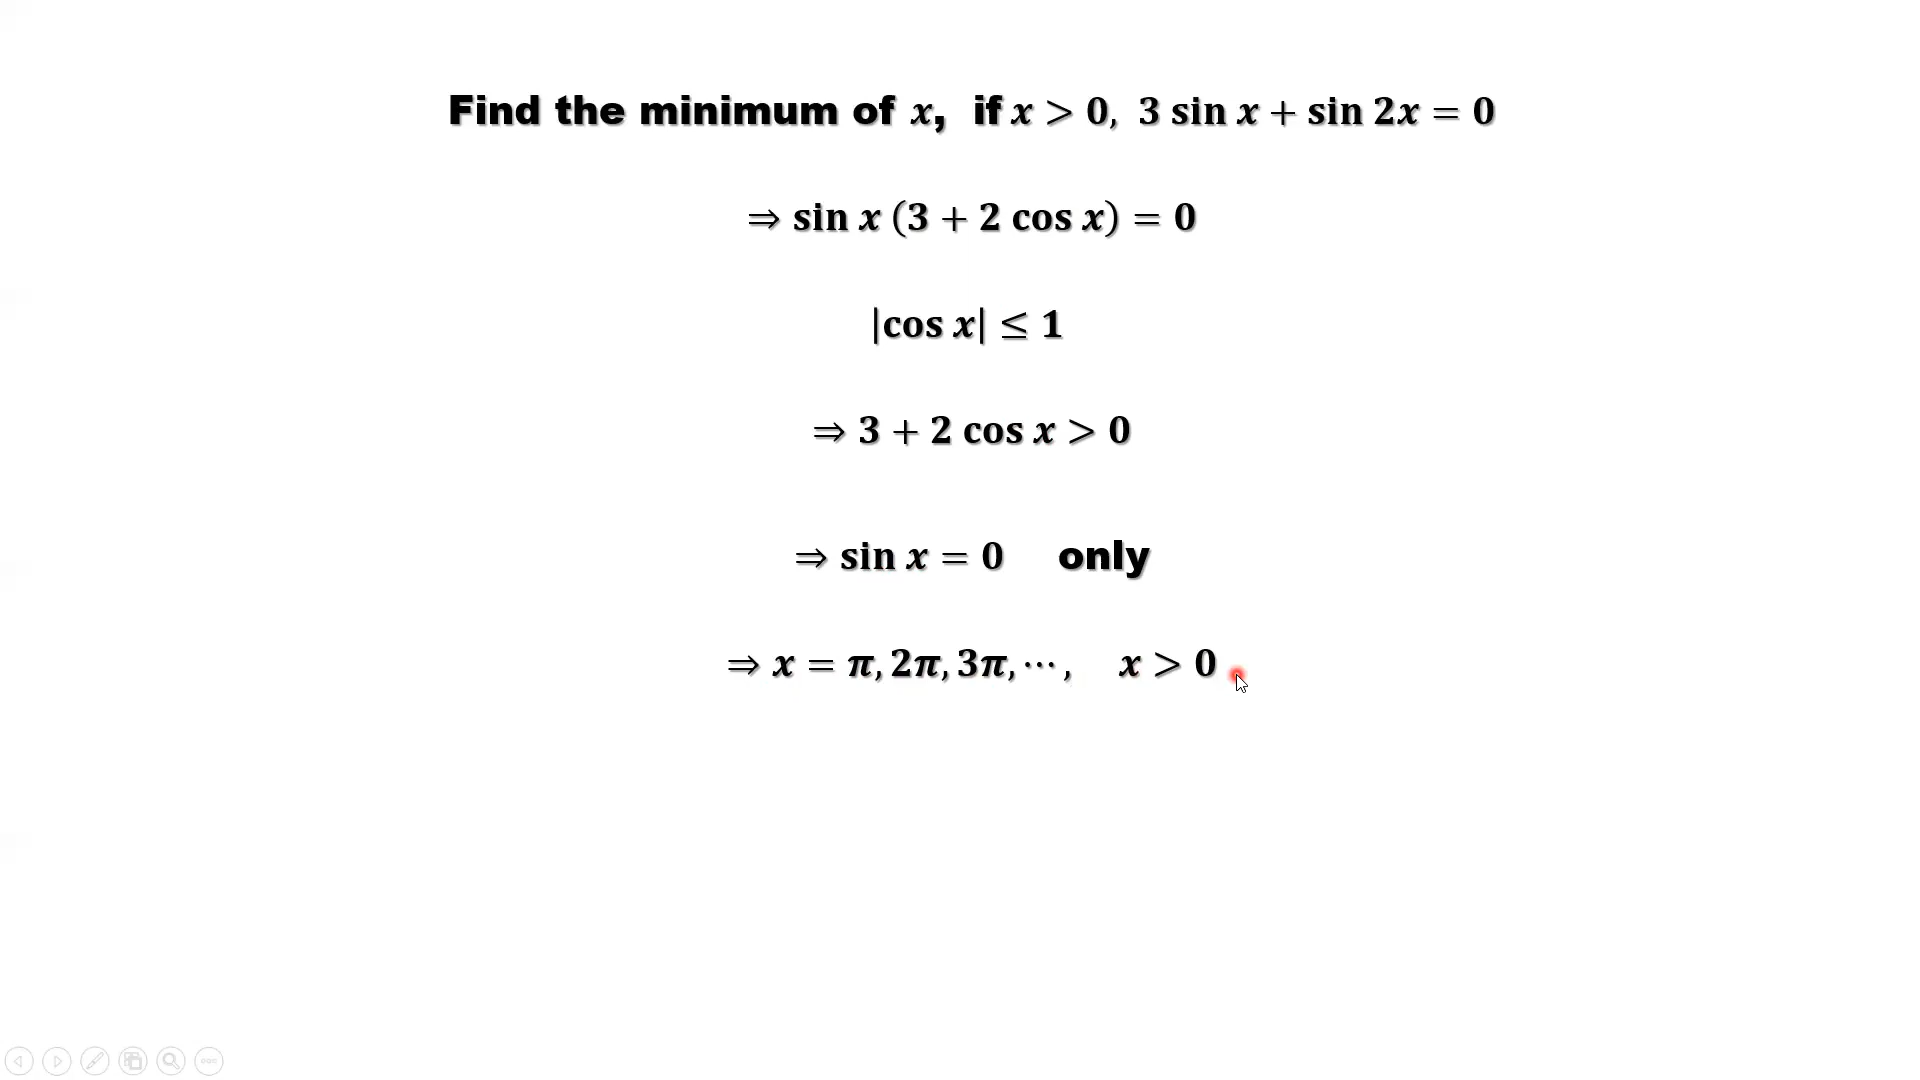 Find the minimum of x, if x > 0, 3 sin x + sin 2x = 0
⇒ sin x (3 + 2 cos x) = 0
|cos x| ≤ 1
⇒ 3 + 2 cos x > 0
⇒ sin x = 0 only
⇒ x = π, 2π, 3π, ⋯, x > 0